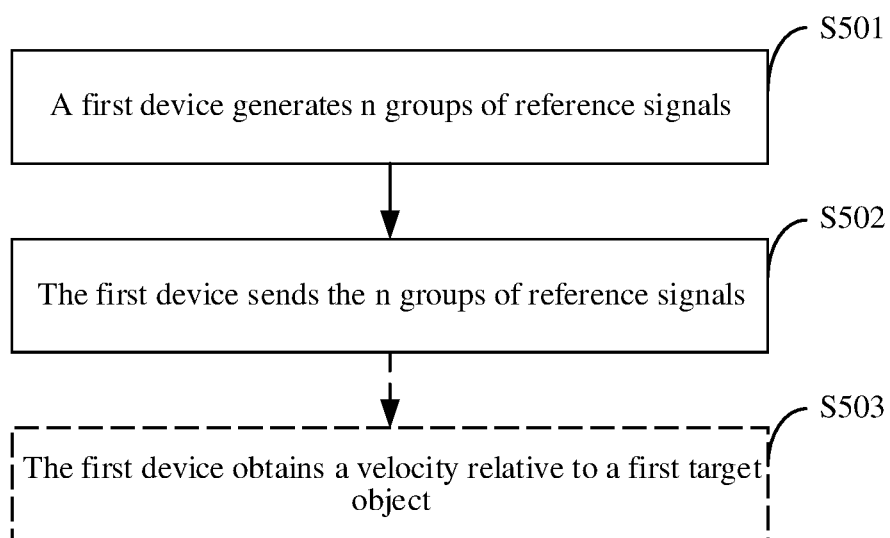 S501
A first device generates n groups of reference signals
S502
The first device sends the n groups of reference signals
S503
The first device obtains a velocity relative to a first target
object